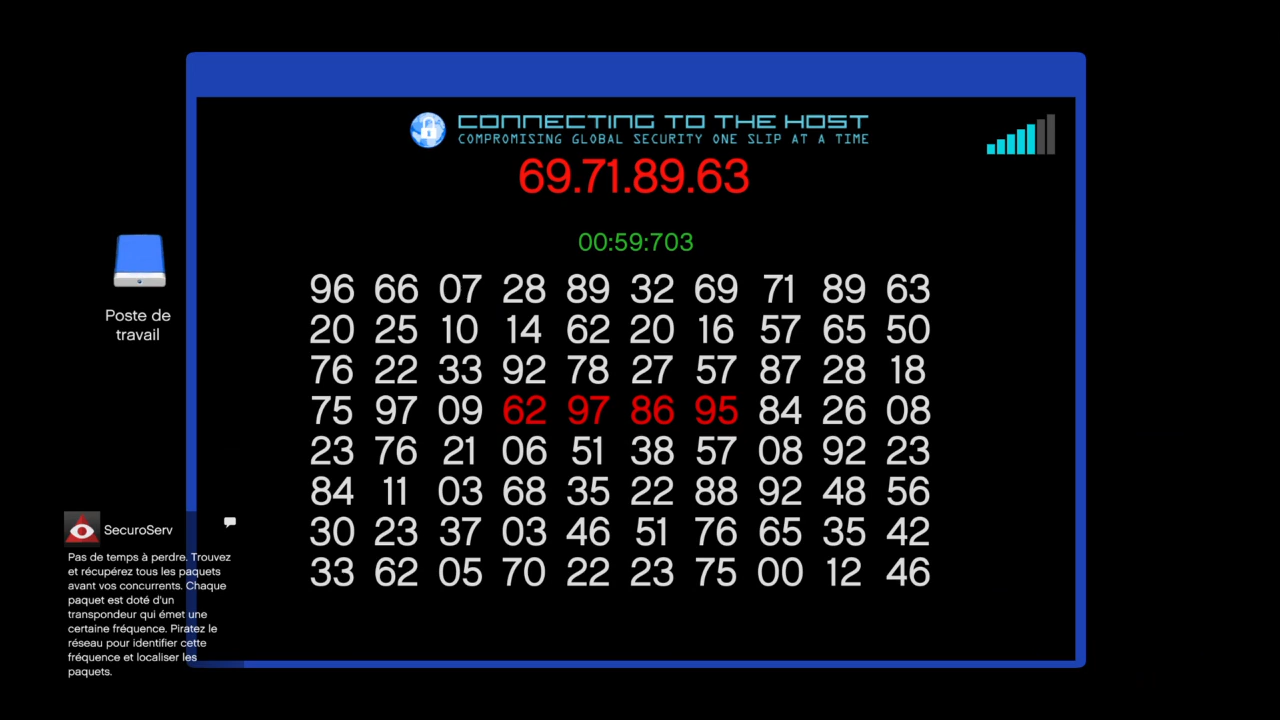 CONNECTING TO THE HOST
COMPROMISING GLOBAL SECURITY ONE SLIP AT A TIME
69.71.89.63
00:59:703
96 66 07 28 89 32 69 71 89 63
20 25 10 14 62 20 16 57 65 50
76 22 33 92 78 27 57 87 28 18
75 97 09 62 97 86 95 84 26 08
23 76 21 06 51 38 57 08 92 23
84 11 03 68 35 22 88 92 48 56
30 23 37 03 46 51 76 65 35 42
33 62 05 70 22 23 75 00 12 46
Poste de
travail
SecuroServ
Pas de temps à perdre. Trouvez
et récupérez tous les paquets
avant vos concurrents. Chaque
paquet est doté d'un
transpondeur qui émet une
certaine fréquence. Piratez le
réseau pour identifier cette
fréquence et localiser les
paquets.